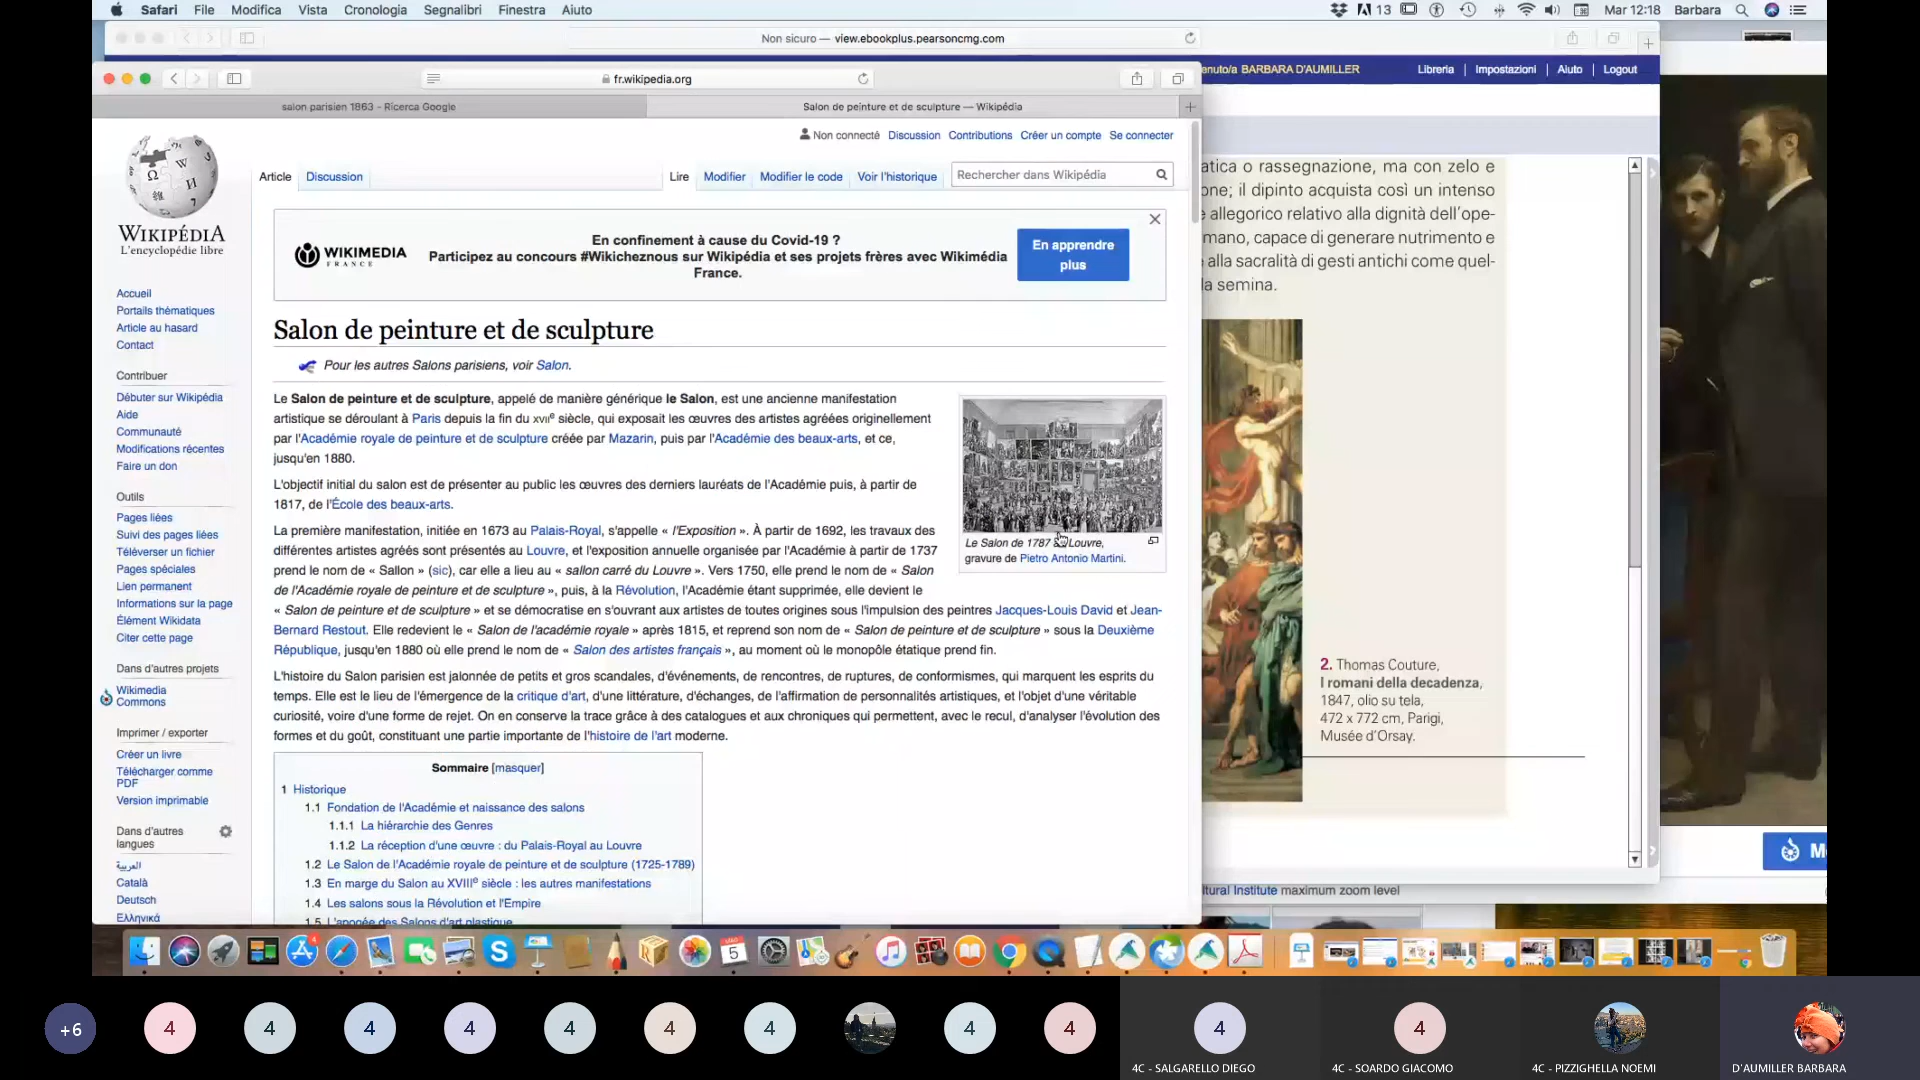 Safari File Modifica Vista Cronologia Segnalibri Finestra Aiuto
13 Mar 12:18 Barbara
Non sicuro — view.ebookplus.pearsoncmg.com
BARBARA D'AUMILLER Libreria Impostazioni Aiuto Logout
fr.wikipedia.org
salon parisien 1863 - Ricerca Google
Salon de peinture et de sculpture — Wikipédia
Non connecté Discussion Contributions Créer un compte Se connecter
Article Discussion Lire Modifier Modifier le code Voir l'historique Rechercher dans Wikipédia
WIKIPÉDIA
L'encyclopédie libre
Accueil
Portails thématiques
Article au hasard
Contact
Contribuer
Débuter sur Wikipédia
Aide
Communauté
Modifications récentes
Faire un don
Outils
Pages liées
Suivi des pages liées
Téléverser un fichier
Pages spéciales
Lien permanent
Informations sur la page
Élément Wikidata
Citer cette page
Dans d'autres projets
Wikimedia
Commons
Imprimer / exporter
Créer un livre
Télécharger comme
PDF
Version imprimable
Dans d'autres
langues
العربية
Català
Deutsch
Ελληνικά
WIKIMEDIA
FRANCE
En confinement à cause du Covid-19 ?
Participez au concours #Wikicheznous sur Wikipédia et ses projets frères avec Wikimédia
France.
En apprendre
plus
Salon de peinture et de sculpture
Pour les autres Salons parisiens, voir Salon.
Le Salon de peinture et de sculpture, appelé de manière générique le Salon, est une ancienne manifestation
artistique se déroulant à Paris depuis la fin du XVIIe siècle, qui exposait les œuvres des artistes agréées originellement
par l'Académie royale de peinture et de sculpture créée par Mazarin, puis par l'Académie des beaux-arts, et ce,
jusqu'en 1880.
L'objectif initial du salon est de présenter au public les œuvres des derniers lauréats de l'Académie puis, à partir de
1817, de l'École des beaux-arts.
La première manifestation, initiée en 1673 au Palais-Royal, s'appelle « l'Exposition ». À partir de 1692, les travaux des
différentes artistes agréés sont présentés au Louvre, et l'exposition annuelle organisée par l'Académie à partir de 1737
prend le nom de « Sallon » (sic), car elle a lieu au « sallon carré du Louvre ». Vers 1750, elle prend le nom de « Salon
de l'Académie royale de peinture et de sculpture », puis, à la Révolution, l'Académie étant supprimée, elle devient le
« Salon de peinture et de sculpture » et se démocratise en s'ouvrant aux artistes de toutes origines sous l'impulsion des peintres Jacques-Louis David et Jean-
Bernard Restout. Elle redevient le « Salon de l'académie royale » après 1815, et reprend son nom de « Salon de peinture et de sculpture » sous la Deuxième
République, jusqu'en 1880 où elle prend le nom de « Salon des artistes français », au moment où le monopole étatique prend fin.
L'histoire du Salon parisien est jalonnée de petits et gros scandales, d'événements, de rencontres, de ruptures, de conformismes, qui marquent les esprits du
temps. Elle est le lieu de l'émergence de la critique d'art, d'une littérature, d'échanges, de l'affirmation de personnalités artistiques, et l'objet d'une véritable
curiosité, voire d'une forme de rejet. On en conserve la trace grâce à des catalogues et aux chroniques qui permettent, avec le recul, d'analyser l'évolution des
formes et du goût, constituant une partie importante de l'histoire de l'art moderne.
Le Salon de 1787 Louvre,
gravure de Pietro Antonio Martini.
Sommaire [masquer]
1 Historique
1.1 Fondation de l'Académie et naissance des salons
1.1.1 La hiérarchie des Genres
1.1.2 La réception d'une œuvre : du Palais-Royal au Louvre
1.2 Le Salon de l'Académie royale de peinture et de sculpture (1725-1789)
1.3 En marge du Salon au XVIIIe siècle : les autres manifestations
1.4 Les salons sous la Révolution et l'Empire
1.5 L'apogée des Salons d'art plastique
o rassegnazione, ma con zelo e
il dipinto acquista così un intenso
allegorico relativo alla dignità dell'ope-
capace di generare nutrimento e
alla sacralità di gesti antichi come quel-
la semina.
2. Thomas Couture,
I romani della decadenza,
1847, olio su tela,
472 x 772 cm, Parigi,
Musée d'Orsay.
Institute maximum zoom level
5
+6 4 4 4 4 4 4 4 4 4 4 4
4C - SALGARELLO DIEGO
4C - SOARDO GIACOMO
4C - PIZZIGHELLA NOEMI
D'AUMILLER BARBARA